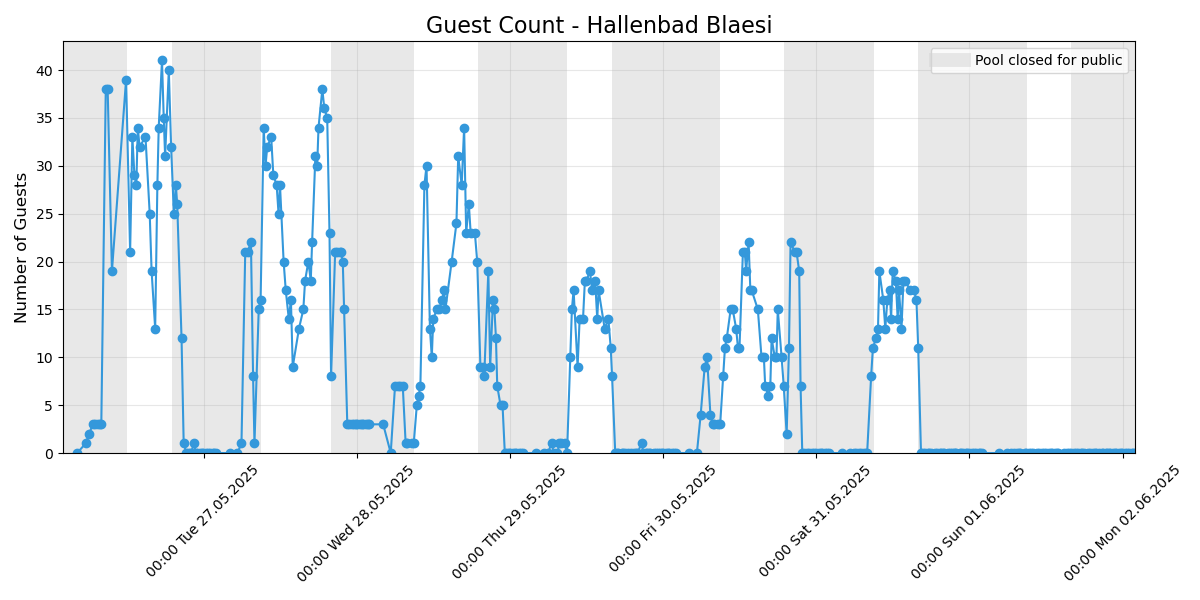 Guest Count - Hallenbad Blaesi
Pool closed for public
Number of Guests
40
35
30
25
20
15
10
5
0
00:00 Tue 27.05.2025
00:00 Wed 28.05.2025
00:00 Thu 29.05.2025
00:00 Fri 30.05.2025
00:00 Sat 31.05.2025
00:00 Sun 01.06.2025
00:00 Mon 02.06.2025